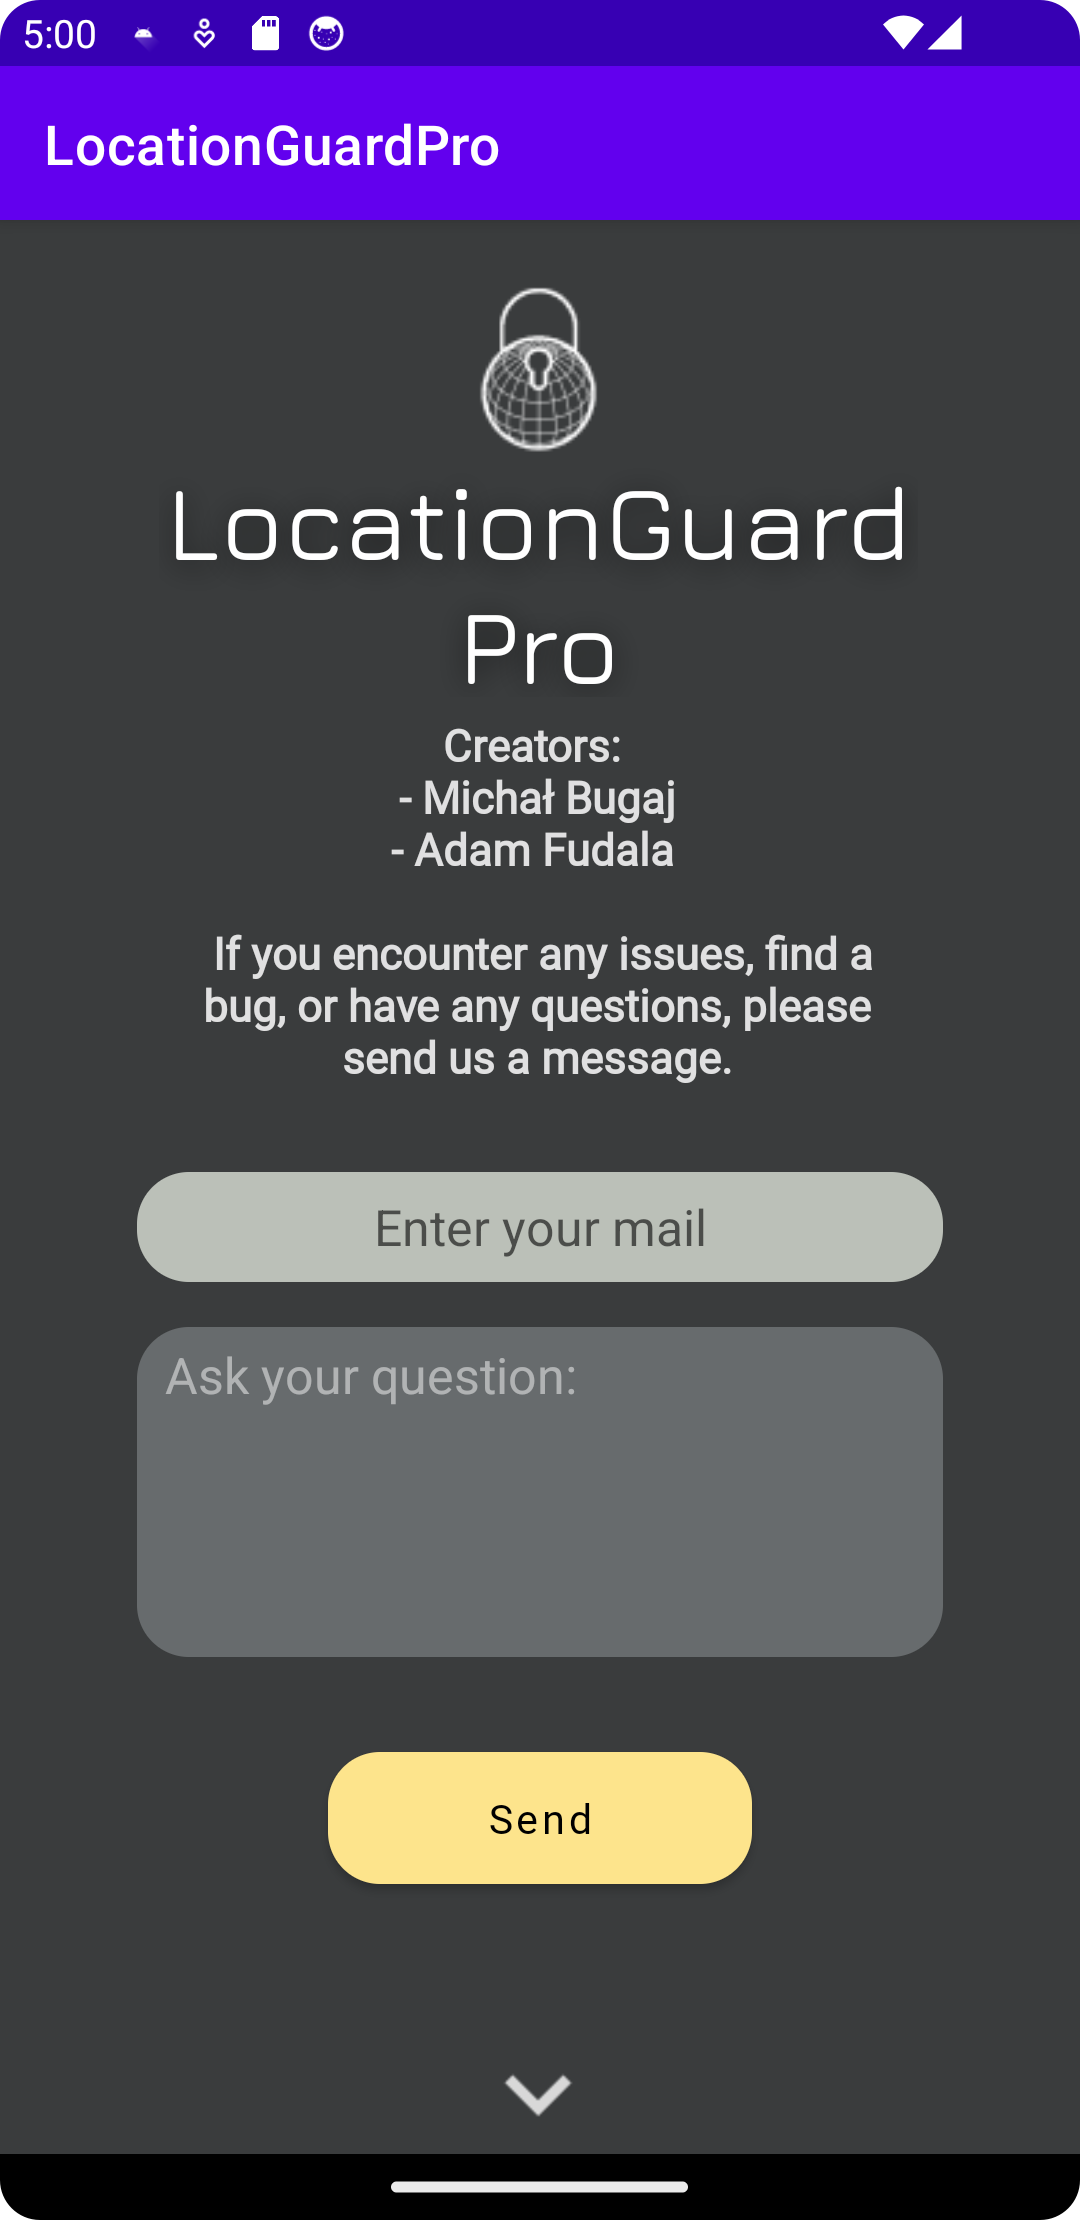 5:00
LocationGuardPro
LocationGuard
Pro
Creators:
- Michał Bugaj
- Adam Fudala
If you encounter any issues, find a
bug, or have any questions, please
send us a message.
Enter your mail
Ask your question:
Send